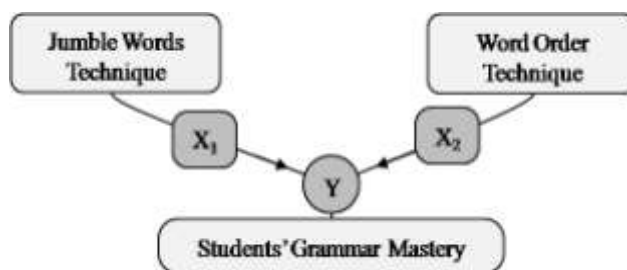 Jumble Words
Technique
Word Order
Technique
X₁
X₂
Y
Students' Grammar Mastery